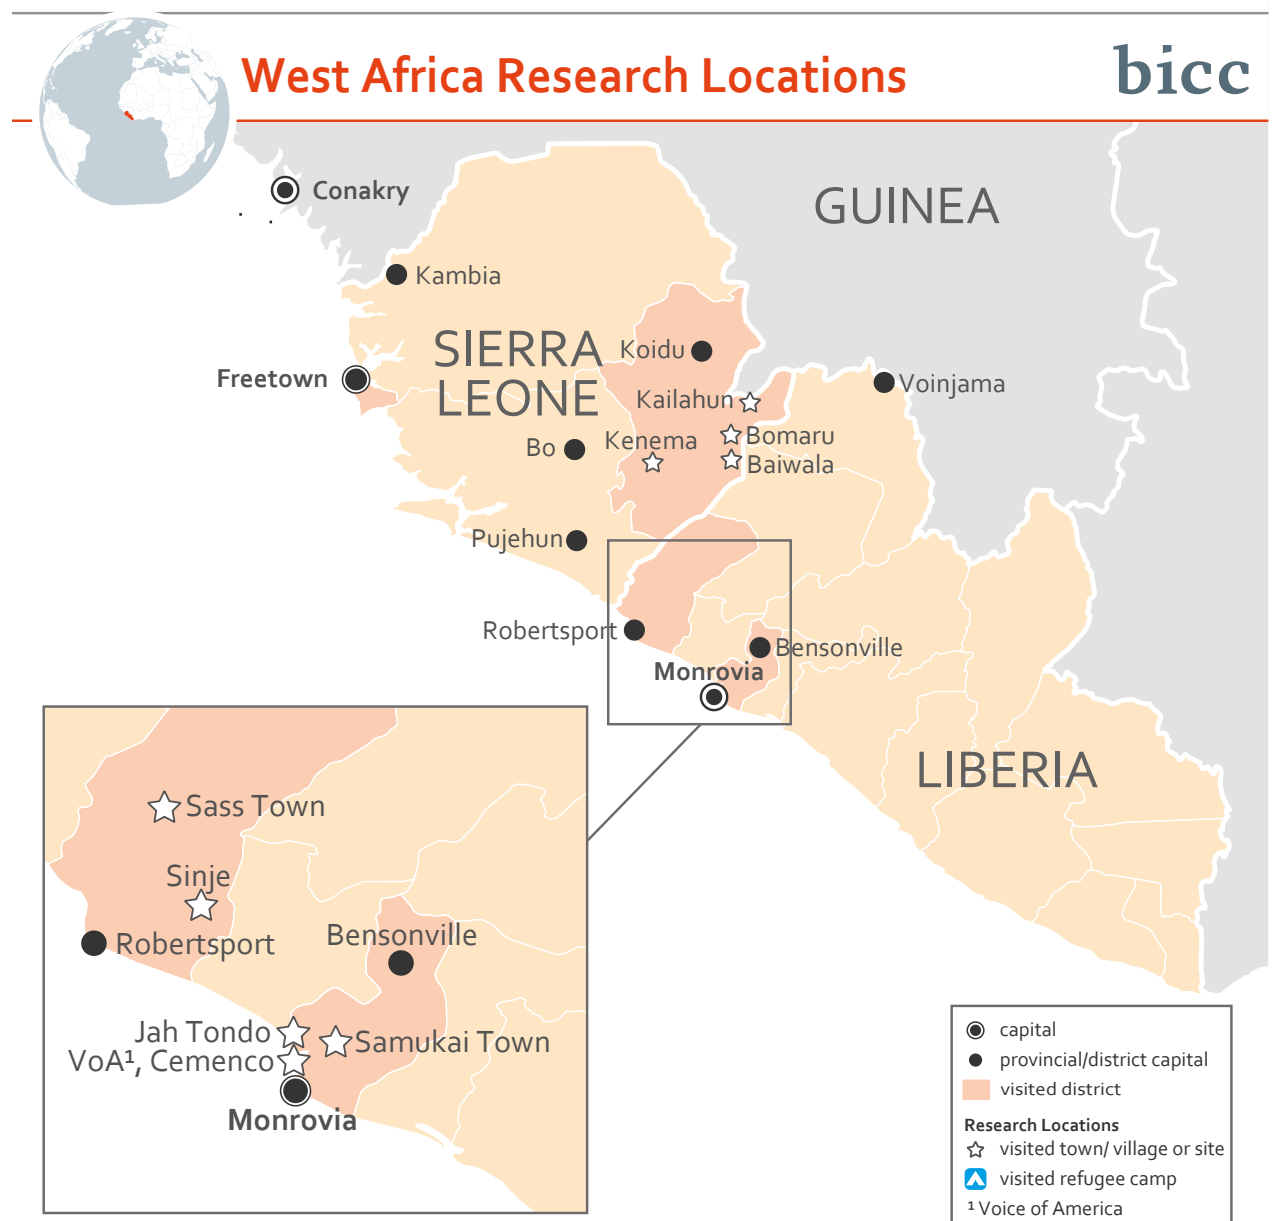 West Africa Research Locations
bicc
Conakry
GUINEA
Kambia
SIERRA
LEONE
Koidu
Freetown
Voinjama
Kailahun
Bo
Kenema
Bomaru
Baiwala
Pujehun
Robertsport
Bensonville
Monrovia
LIBERIA
Sass Town
Sinje
Robertsport
Bensonville
Jah Tondo
Samukai Town
VoA¹, Cemenco
Monrovia
capital
provincial/district capital
visited district
Research Locations
visited town/ village or site
visited refugee camp
¹ Voice of America